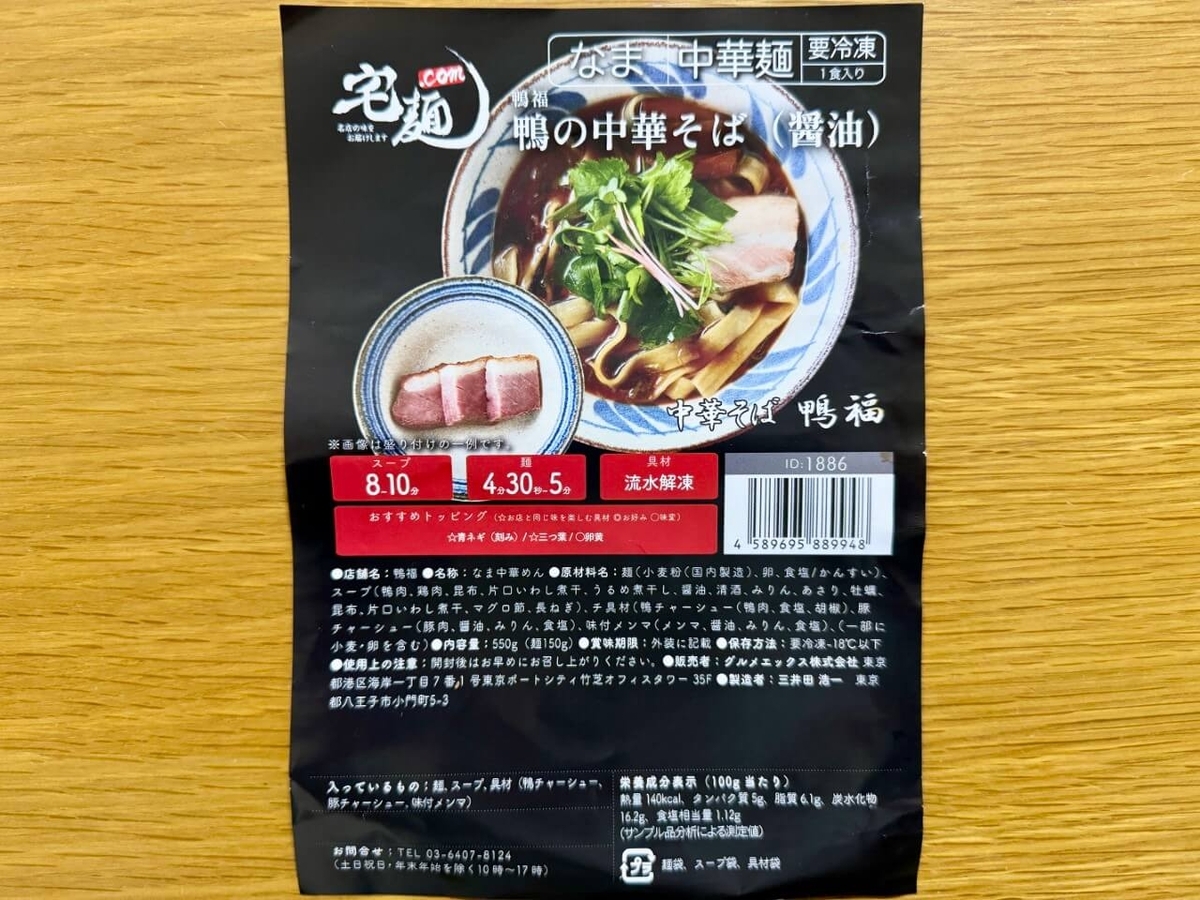 宅麺
.com
名店の味を
お届けします
なま 中華麺 要冷凍
1食入り
鴨福
鴨の中華そば（醤油）
中華そば 鴨福
※画像は盛り付けの一例です。
スープ
8~10分
麺
4分30秒~5分
具材
流水解凍
ID:1886
おすすめトッピング（☆お店と同じ味を楽しむ具材 ◎お好み ○味変）
☆青ネギ（刻み）/☆三つ葉/○卵黄
4 589695 889948
●店舗名：鴨福 ●名称：なま中華めん ●原材料名：麺（小麦粉（国内製造）、卵、食塩/かんすい）、
スープ（鴨肉、鶏肉、昆布、片口いわし煮干、うるめ煮干し、醤油、清酒、みりん、あさり、牡蠣、
昆布、片口いわし煮干、マグロ節、長ねぎ）、チ具材（鴨チャーシュー（鴨肉、食塩、胡椒）、豚
チャーシュー（豚肉、醤油、みりん、食塩）、味付メンマ（メンマ、醤油、みりん、食塩）、（一部に
小麦・卵を含む）●内容量：550g（麺150g）●賞味期限：外装に記載 ●保存方法：要冷凍-18℃以下
●使用上の注意：開封後はお早めにお召し上がりください。●販売者：グルメエックス株式会社 東京
都港区海岸一丁目7番1号東京ポートシティ竹芝オフィスタワー 35F ●製造者：三井田 浩一 東京
都八王子市小門町5-3
入っているもの；麺、スープ、具材（鴨チャーシュー、
豚チャーシュー、味付メンマ）
栄養成分表示（100g当たり）
熱量140kcal、タンパク質5g、脂質6.1g、炭水化物
16.2g、食塩相当量1.12g
(サンプル品分析による測定値)
お問合せ；TEL 03-6407-8124
（土日祝日・年末年始を除く10時～17時）
プラ 麺袋、スープ袋、具材袋